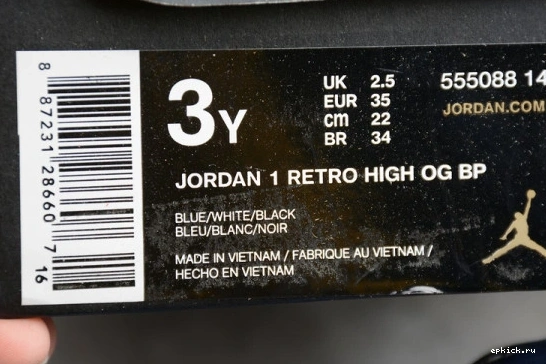 8 87231 28660 7 16
3Y
UK 2.5
EUR 35
cm 22
BR 34
555088 14
JORDAN.COM
JORDAN 1 RETRO HIGH OG BP
BLUE/WHITE/BLACK
BLEU/BLANC/NOIR
MADE IN VIETNAM / FABRIQUE AU VIETNAM /
HECHO EN VIETNAM
epkick.ru